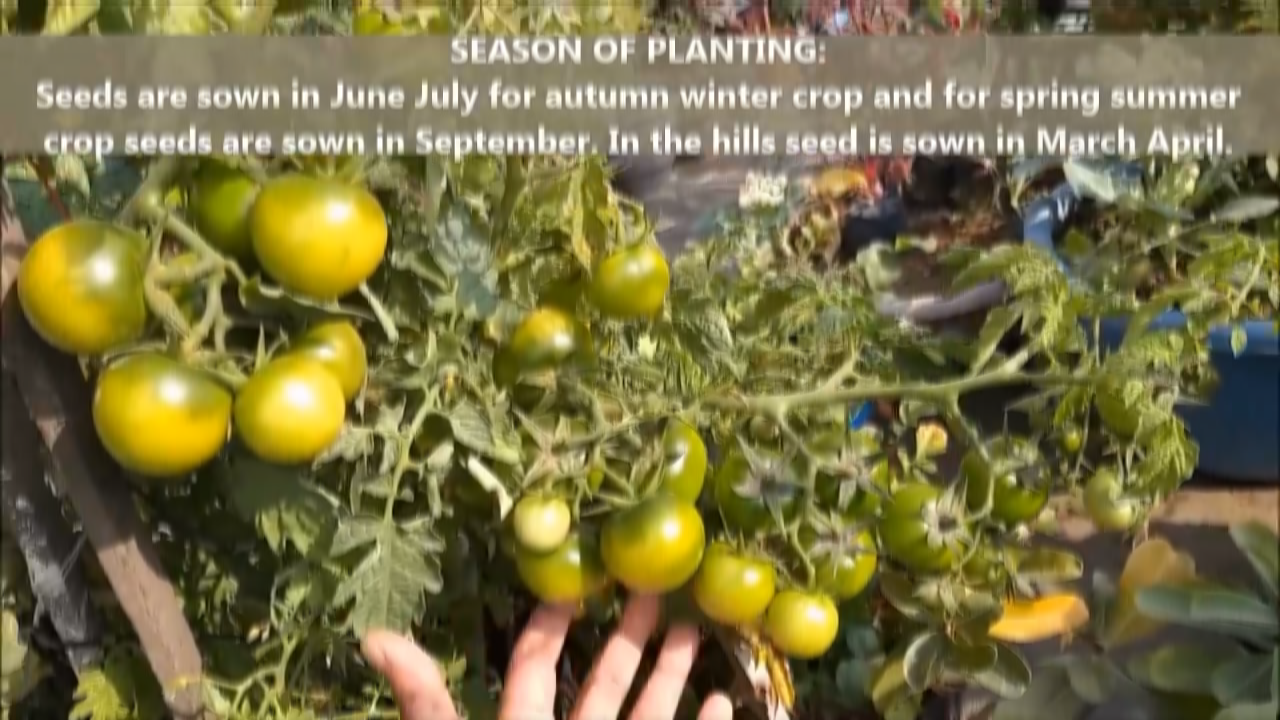 SEASON OF PLANTING:
Seeds are sown in June July for autumn winter crop and for spring summer
crop seeds are sown in September. In the hills seed is sown in March April.